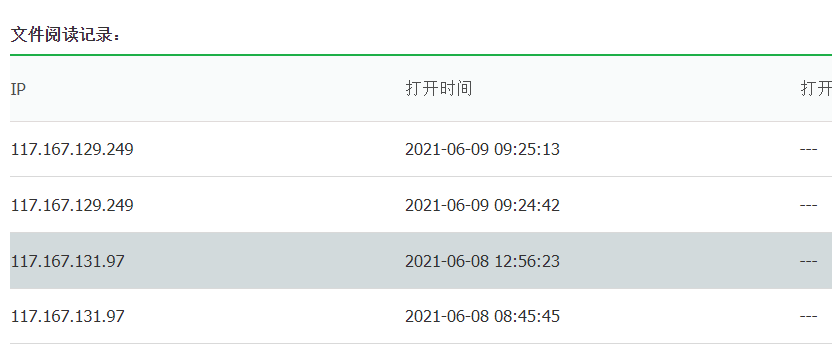 文件阅读记录：
IP 打开时间 打开
117.167.129.249 2021-06-09 09:25:13 ---
117.167.129.249 2021-06-09 09:24:42 ---
117.167.131.97 2021-06-08 12:56:23 ---
117.167.131.97 2021-06-08 08:45:45 ---